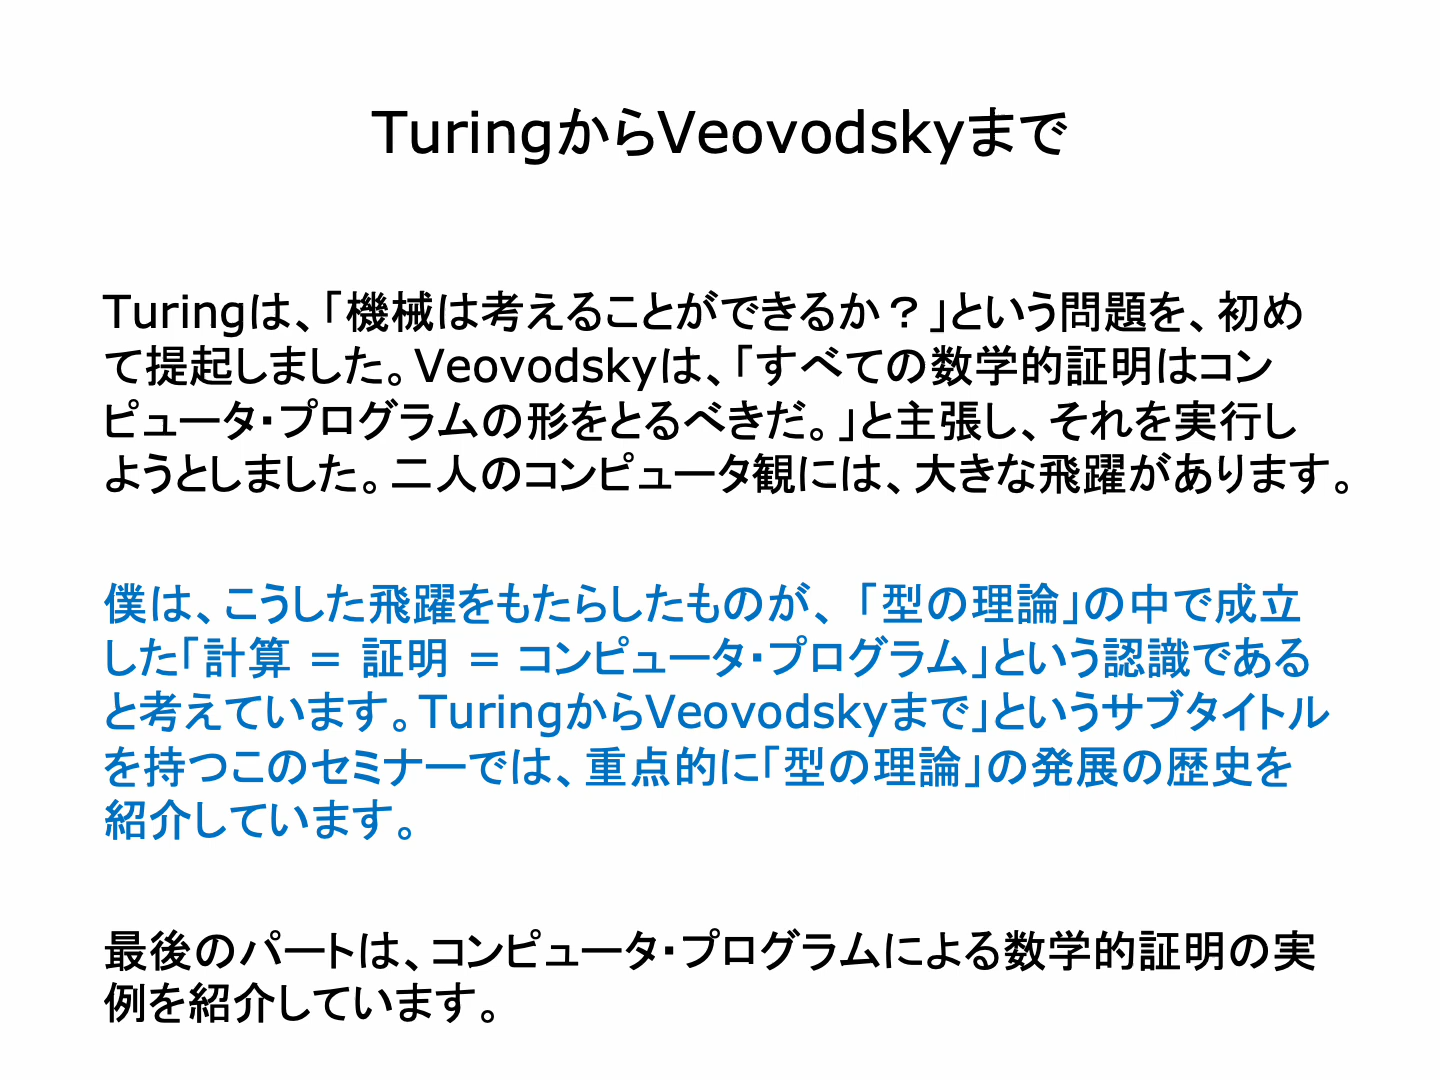 TuringからVeovodskyまで
Turingは、「機械は考えることができるか？」という問題を、初め
て提起しました。Veovodskyは、「すべての数学的証明はコン
ピュータ・プログラムの形をとるべきだ。」と主張し、それを実行し
ようとしました。二人のコンピュータ観には、大きな飛躍があります。
僕は、こうした飛躍をもたらしたものが、「型の理論」の中で成立
した「計算 = 証明 = コンピュータ・プログラム」という認識である
と考えています。TuringからVeovodskyまで」というサブタイトル
を持つこのセミナーでは、重点的に「型の理論」の発展の歴史を
紹介しています。
最後のパートは、コンピュータ・プログラムによる数学的証明の実
例を紹介しています。